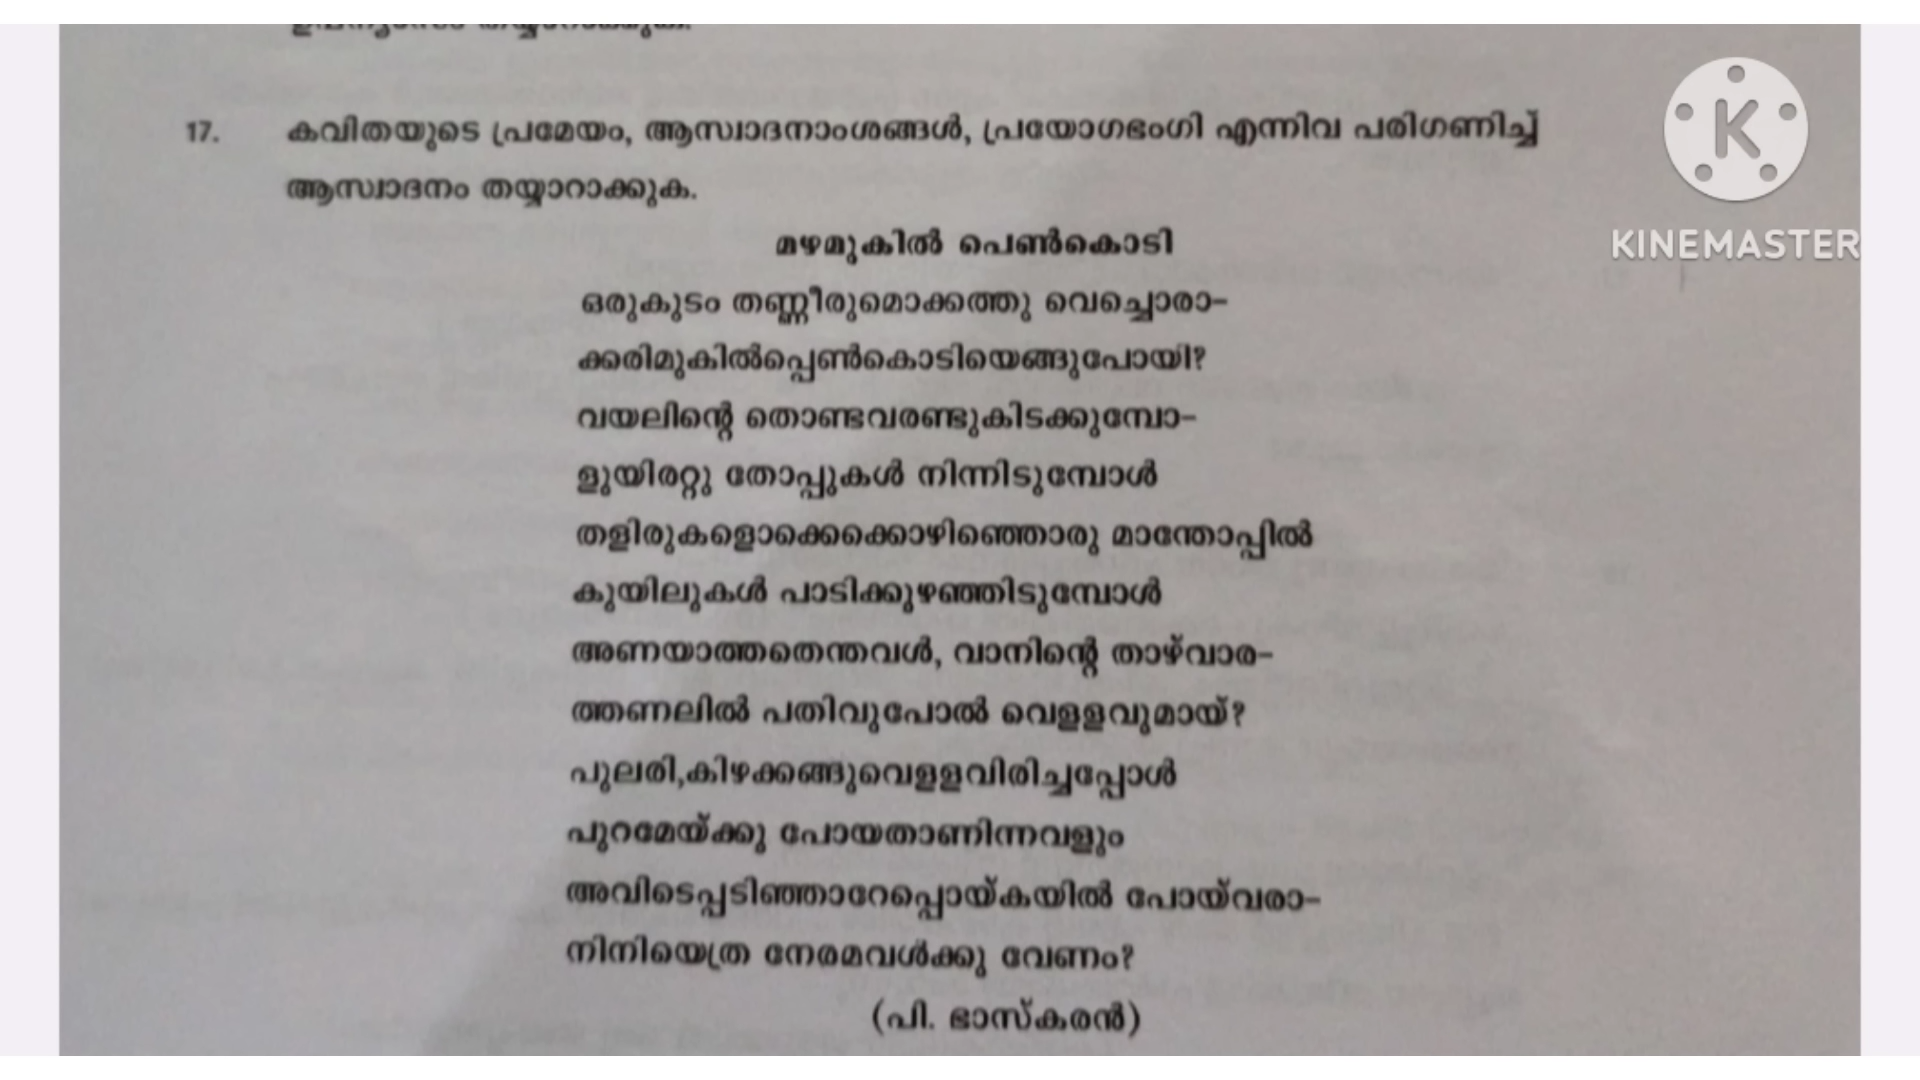 17. കവിതയുടെ പ്രമേയം, ആസ്വാദനാംശങ്ങൾ, പ്രയോഗഭംഗി എന്നിവ പരിഗണിച്ച്
ആസ്വാദനം തയ്യാറാക്കുക.
മഴമുകിൽ പെൺകൊടി
ഒരുകുടം തണ്ണീരുമൊക്കത്തു വെച്ചൊരാ-
ക്കരിമുകിൽപ്പെൺകൊടിയെങ്ങുപോയി?
വയലിന്റെ തൊണ്ടവരണ്ടുകിടക്കുമ്പോ-
ളുയിരറ്റു തോപ്പുകൾ നിന്നിടുമ്പോൾ
തളിരുകളൊക്കെക്കൊഴിഞ്ഞൊരു മാന്തോപ്പിൽ
കുയിലുകൾ പാടിക്കുഴഞ്ഞിടുമ്പോൾ
അണയാത്തതെന്തവൾ, വാനിന്റെ താഴ്‌വാര-
ത്തണലിൽ പതിവുപോൽ വെളളവുമായ്?
പുലരി,കിഴക്കങ്ങുവെളളവിരിച്ചപ്പോൾ
പുറമേയ്ക്കു പോയതാണിന്നവളും
അവിടെപ്പടിഞ്ഞാറേപ്പൊയ്കയിൽ പോയ്‌വരാ-
നിനിയെത്ര നേരമവൾക്കു വേണം?
(പി. ഭാസ്കരൻ)
K
KINEMASTER